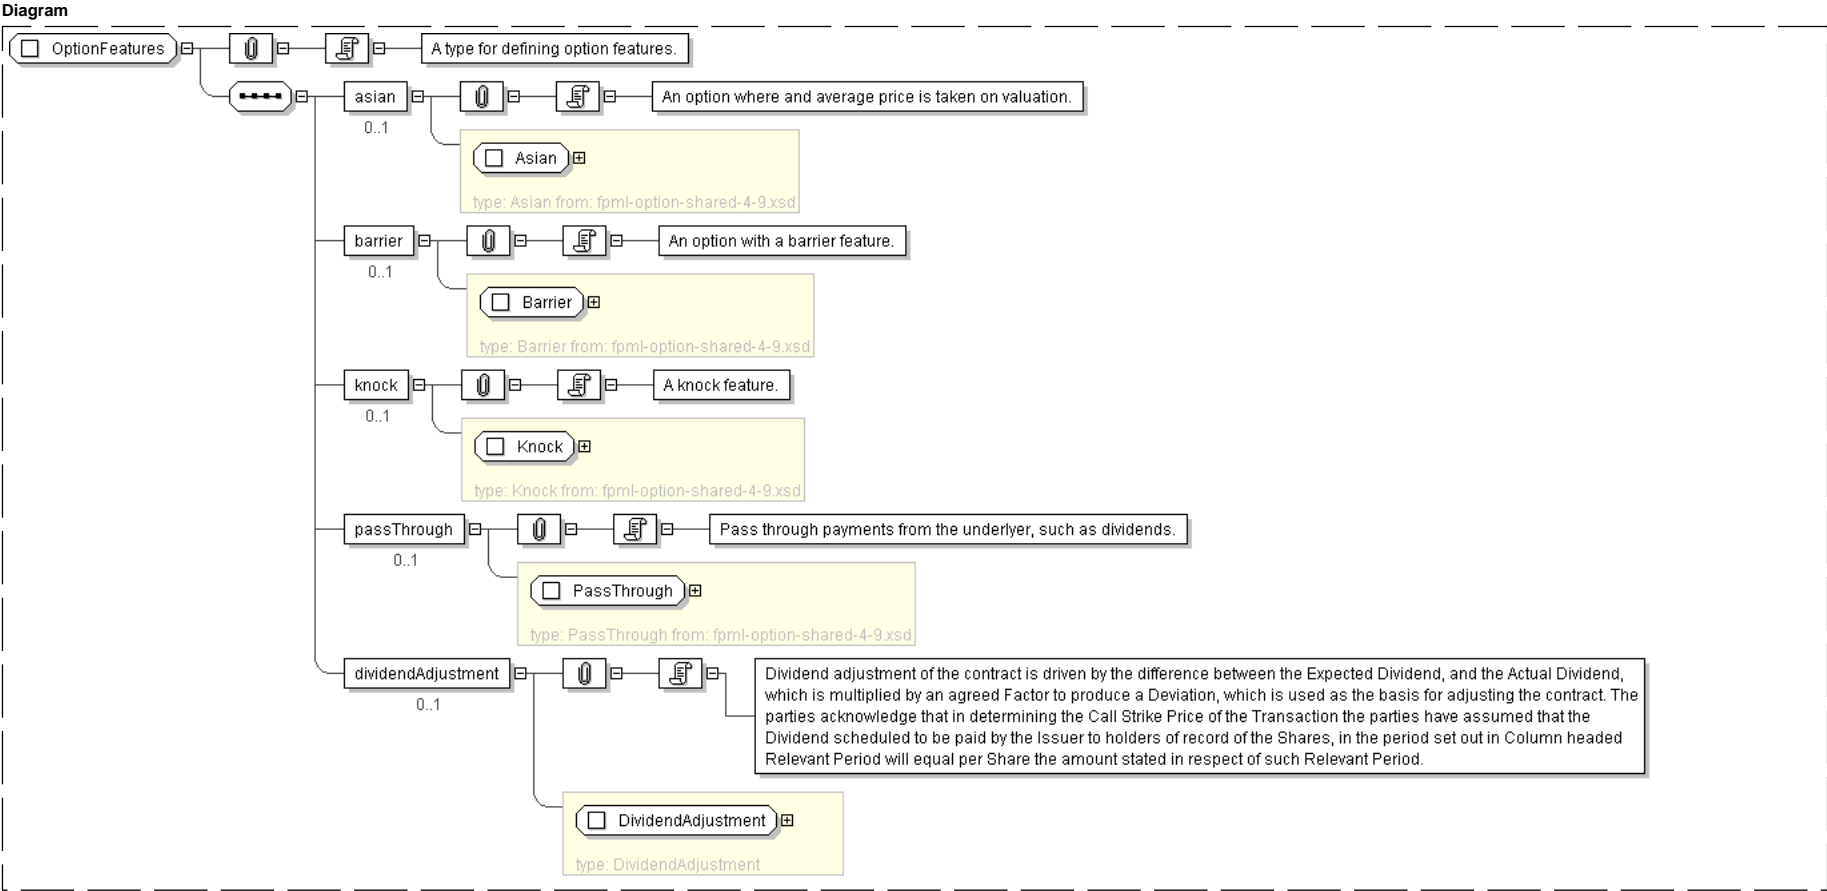 Diagram
OptionFeatures
A type for defining option features.
asian
An option where and average price is taken on valuation.
0..1
Asian
type: Asian from: fpml-option-shared-4-9.xsd
barrier
An option with a barrier feature.
0..1
Barrier
type: Barrier from: fpml-option-shared-4-9.xsd
knock
A knock feature.
0..1
Knock
type: Knock from: fpml-option-shared-4-9.xsd
passThrough
Pass through payments from the underlyer, such as dividends.
0..1
PassThrough
type: PassThrough from: fpml-option-shared-4-9.xsd
dividendAdjustment
0..1
Dividend adjustment of the contract is driven by the difference between the Expected Dividend, and the Actual Dividend,
which is multiplied by an agreed Factor to produce a Deviation, which is used as the basis for adjusting the contract. The
parties acknowledge that in determining the Call Strike Price of the Transaction the parties have assumed that the
Dividend scheduled to be paid by the Issuer to holders of record of the Shares, in the period set out in Column headed
Relevant Period will equal per Share the amount stated in respect of such Relevant Period.
DividendAdjustment
type: DividendAdjustment